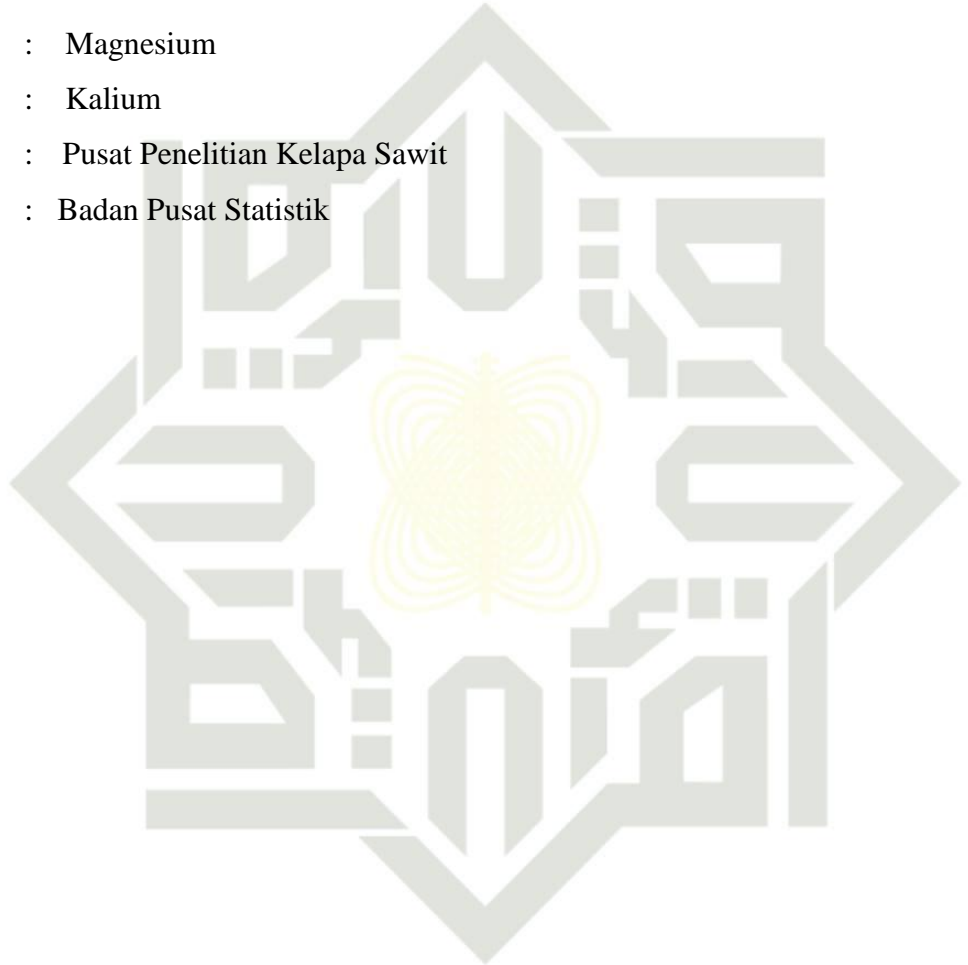 : Magnesium
: Kalium
: Pusat Penelitian Kelapa Sawit
: Badan Pusat Statistik